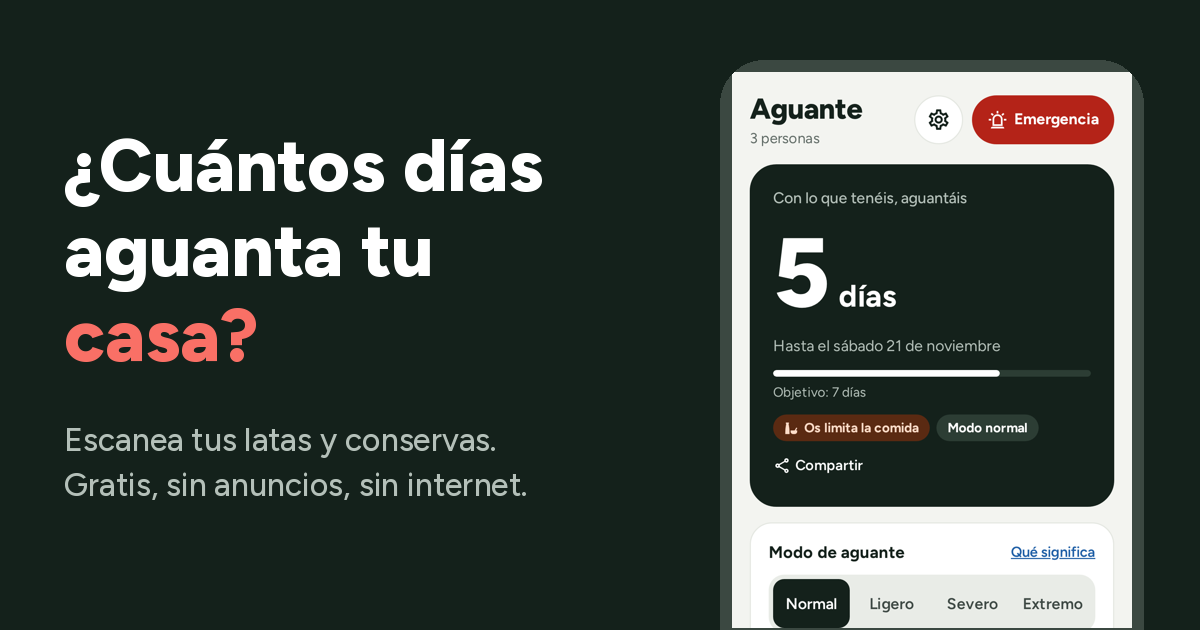 ¿Cuántos días
aguanta tu
casa?
Escanea tus latas y conservas.
Gratis, sin anuncios, sin internet.
Aguante
3 personas
Emergencia
Con lo que tenéis, aguantáis
5 días
Hasta el sábado 21 de noviembre
Objetivo: 7 días
Os limita la comida
Modo normal
Compartir
Modo de aguante
Qué significa
Normal
Ligero
Severo
Extremo